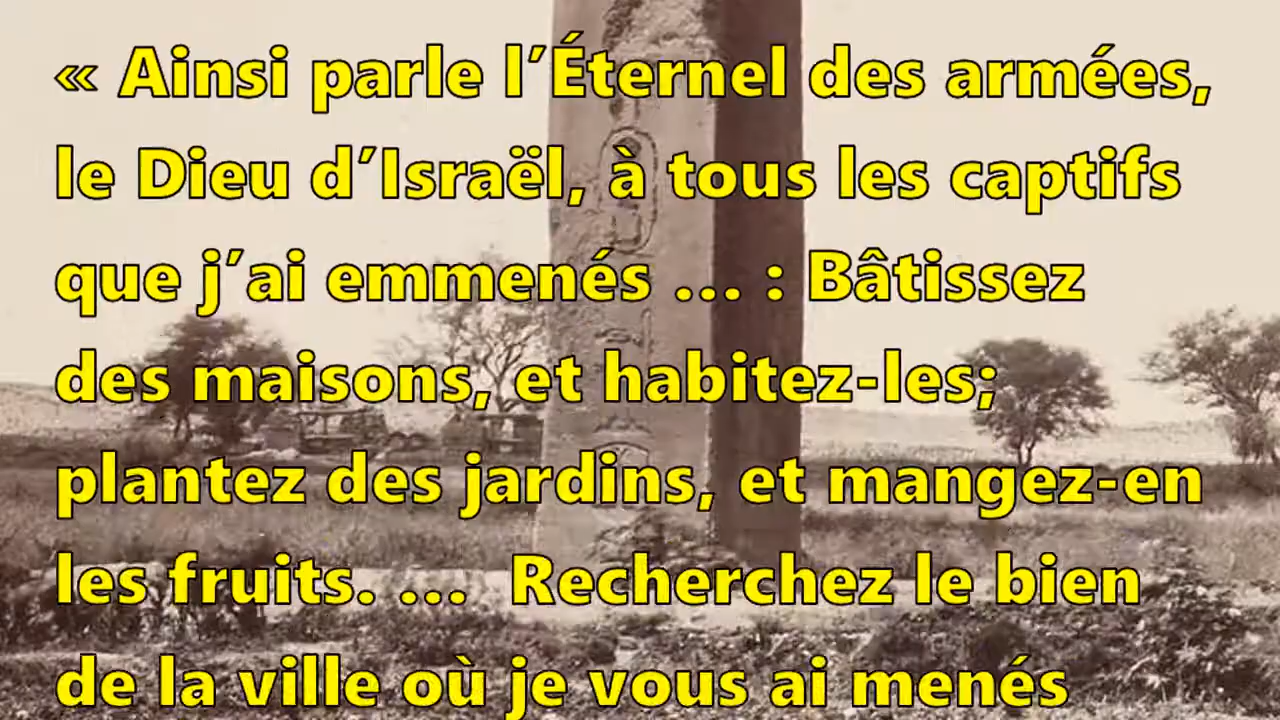 « Ainsi parle l’Éternel des armées,
le Dieu d’Israël, à tous les captifs
que j’ai emmenés … : Bâtissez
des maisons, et habitez-les;
plantez des jardins, et mangez-en
les fruits. … Recherchez le bien
de la ville où je vous ai menés